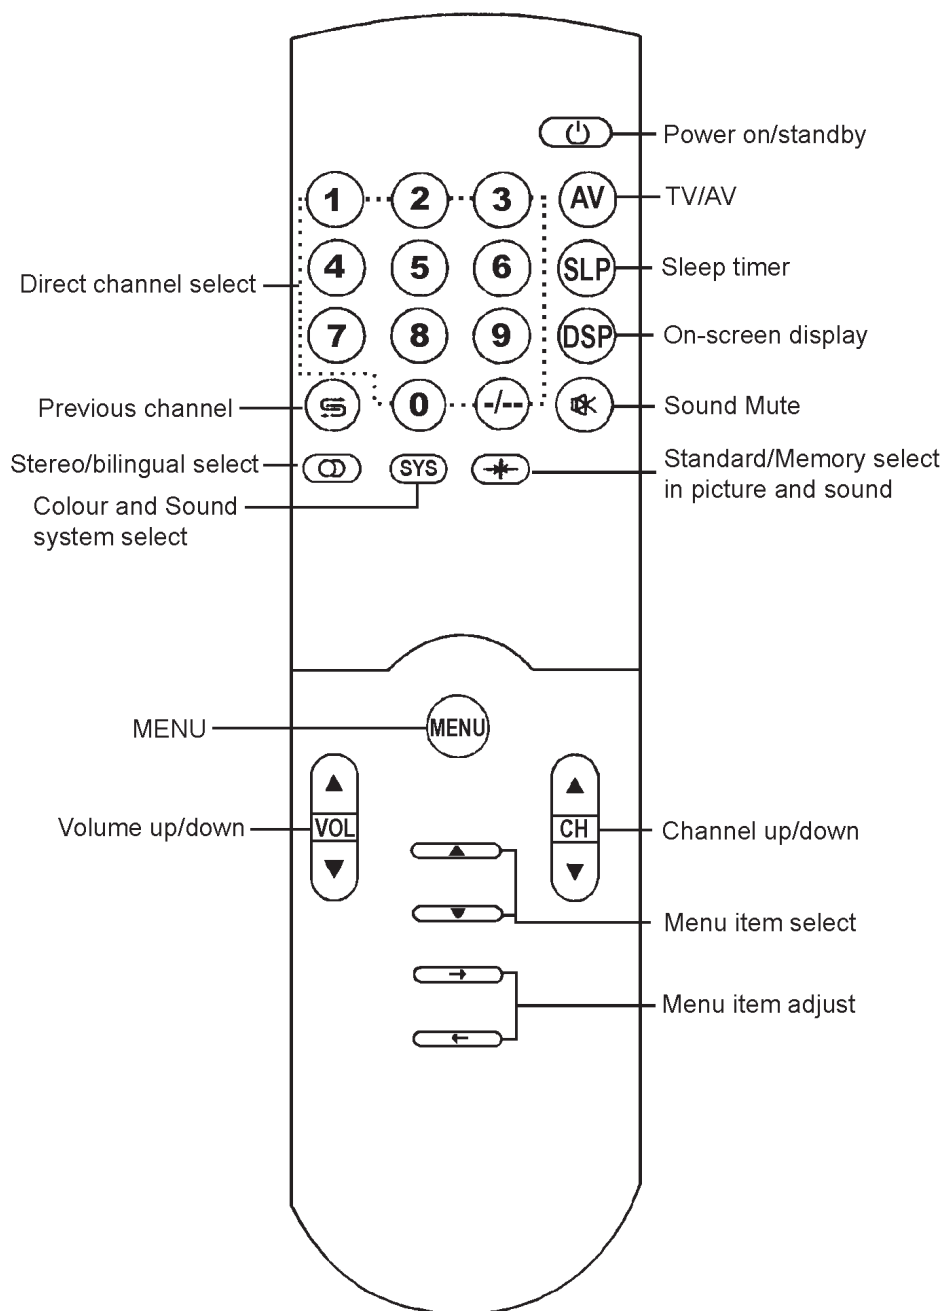 Power on/standby
1 2 3 AV TV/AV
4 5 6 SLP Sleep timer
Direct channel select
7 8 9 DSP On-screen display
Previous channel 0 -/-- Sound Mute
Stereo/bilingual select SYS Standard/Memory select
in picture and sound
Colour and Sound
system select
MENU MENU
Volume up/down VOL CH Channel up/down
Menu item select
Menu item adjust